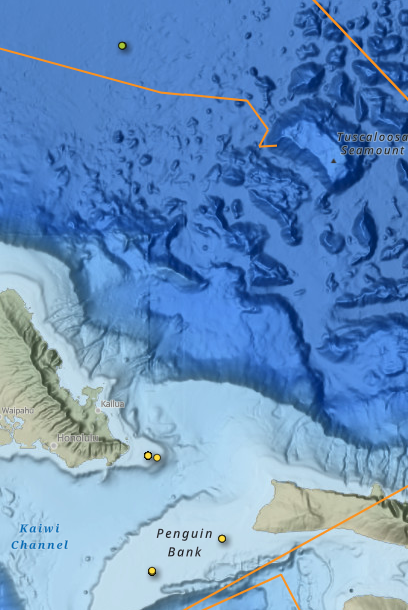 Tuscaloosa
Seamount
Kailua
Waipahu
Honolulu
Kaiwi
Channel
Penguin
Bank